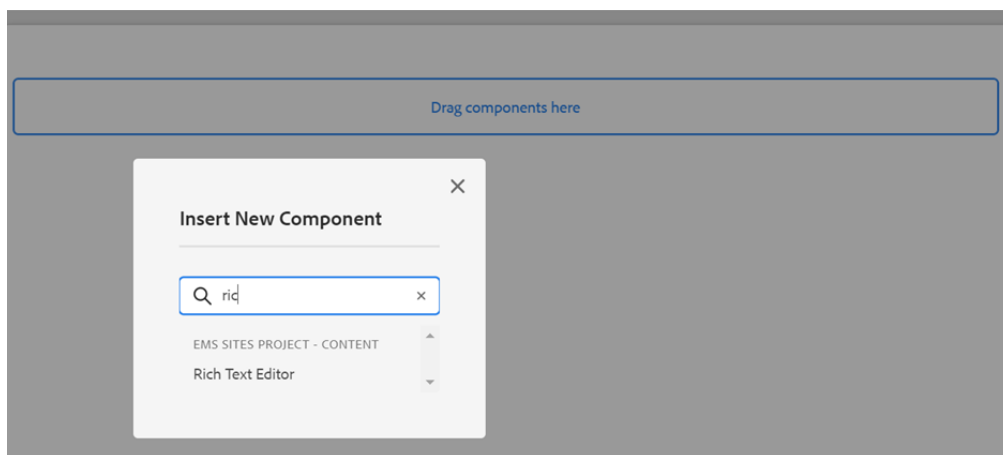 Drag components here
Insert New Component
ric
EMS SITES PROJECT - CONTENT
Rich Text Editor